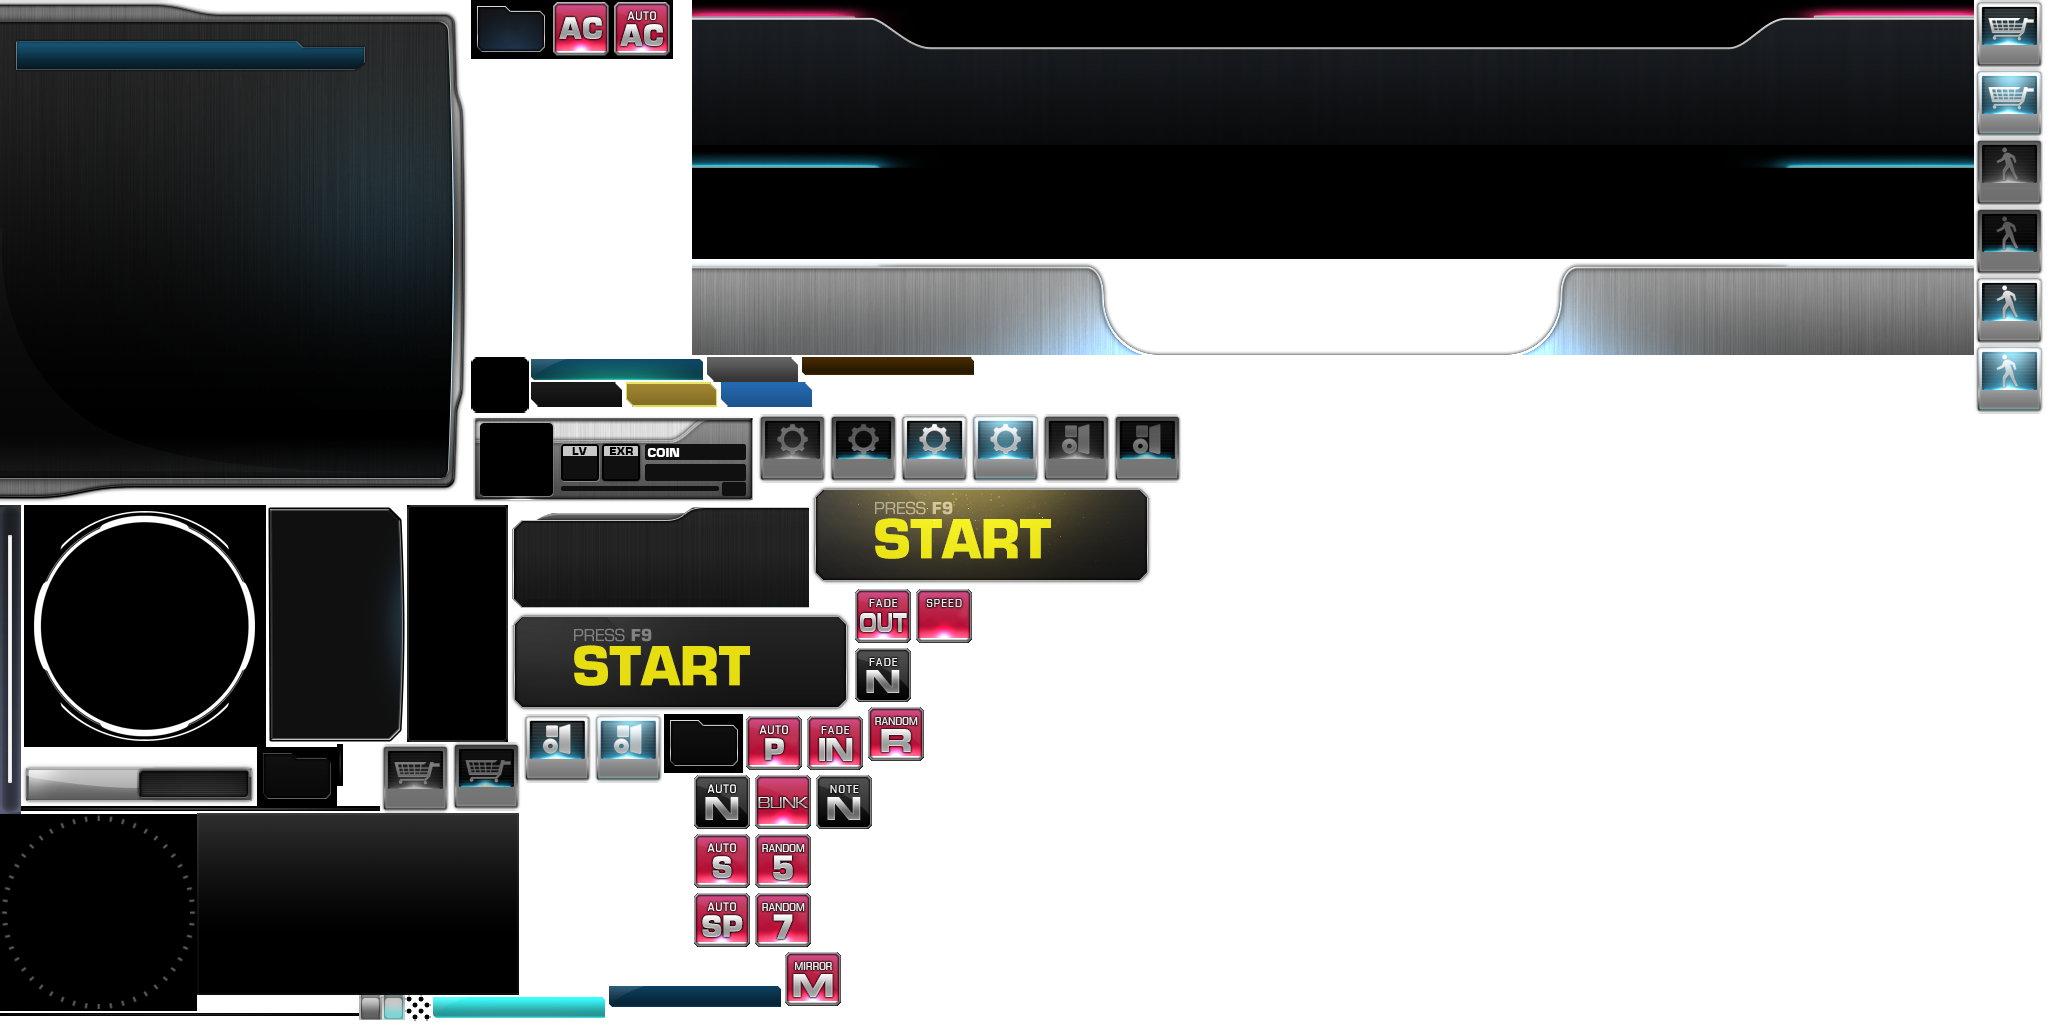 AC
AUTO
AC
LV
EXR
COIN
PRESS F9
START
FADE
OUT
SPEED
PRESS F9
START
FADE
N
AUTO
P
FADE
IN
RANDOM
R
AUTO
N
BLINK
NOTE
N
AUTO
S
RANDOM
5
AUTO
SP
RANDOM
7
MIRROR
M